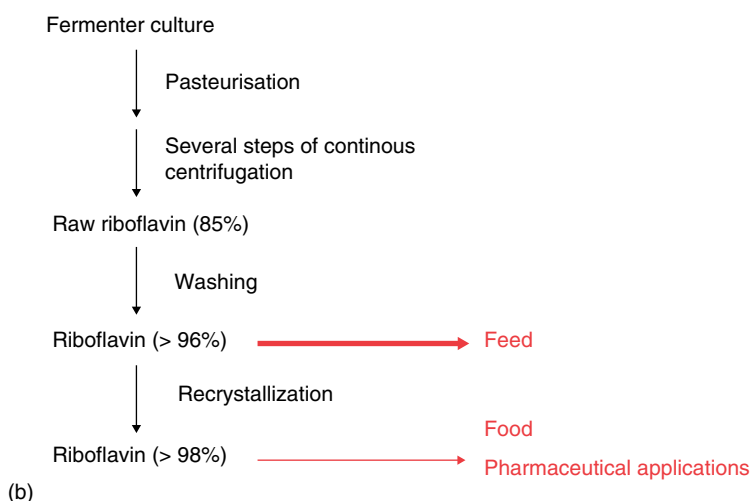 Fermenter culture
Pasteurisation
Several steps of continous
centrifugation
Raw riboflavin (85%)
Washing
Riboflavin (> 96%)
Feed
Recrystallization
Food
Riboflavin (> 98%)
Pharmaceutical applications
(b)